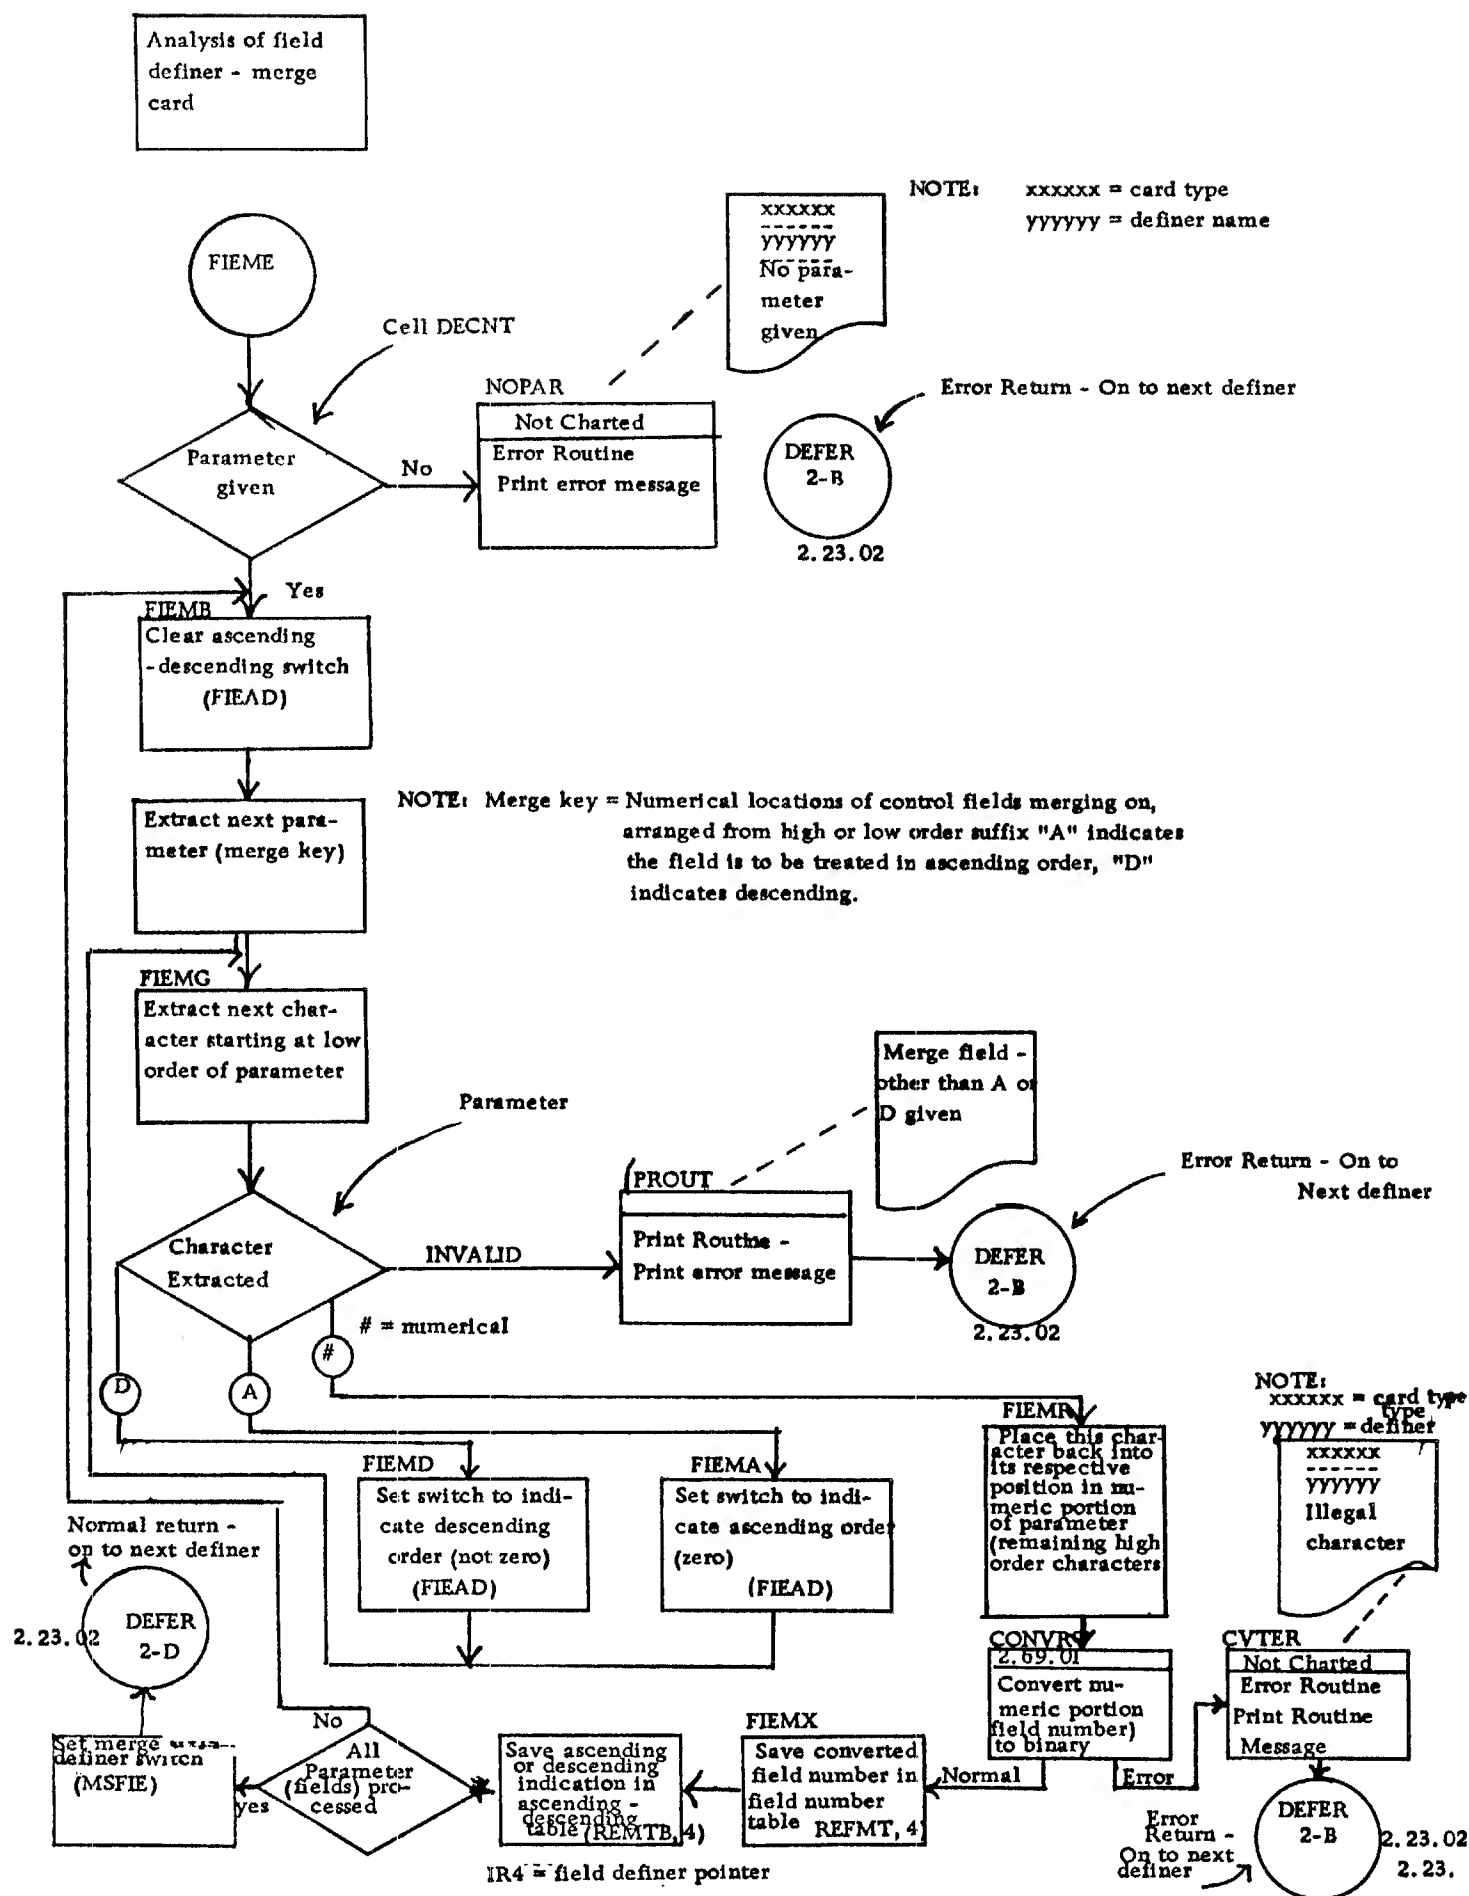 Analysis of field
definer - merge
card
NOTE: xxxxxx = card type
yyyyyy = definer name
xxxxxx
------
yyyyyy
------
No para-
meter
given
FIEME
Cell DECNT
NOPAR
Not Charted
Error Routine
Print error message
Error Return - On to next definer
DEFER
2-B
2.23.02
Parameter
given
No
Yes
FIEMB
Clear ascending
-descending switch
(FIEAD)
Extract next para-
meter (merge key)
NOTE: Merge key = Numerical locations of control fields merging on,
arranged from high or low order suffix "A" indicates
the field is to be treated in ascending order, "D"
indicates descending.
FIEMG
Extract next char-
acter starting at low
order of parameter
Parameter
Merge field -
other than A or
D given
PROUT
Print Routine -
Print error message
Error Return - On to
Next definer
DEFER
2-B
2.23.02
Character
Extracted
INVALID
# = numerical
#
D
A
NOTE:
xxxxxx = card type
type
yyyyyy = definer
xxxxxx
------
yyyyyy
Illegal
character
FIEMD
Set switch to indi-
cate descending
order (not zero)
(FIEAD)
FIEMA
Set switch to indi-
cate ascending order
(zero)
(FIEAD)
Place this char-
acter back into
its respective
position in nu-
meric portion
of parameter
(remaining high
order characters
Normal return -
on to next definer
DEFER
2-D
2.23.02
2.69.01
Convert nu-
meric portion
field number)
to binary
CVTER
Not Charted
Error Routine
Print Routine
Message
Normal
Error
FIEMX
Save converted
field number in
field number
table REFMT, 4)
Save ascending
or descending
indication in
ascending -
descending
table (REMTB, 4)
IR4 = field definer pointer
No
All
Parameter
(fields) pro-
cessed
yes
Set merge
definer switch
(MSFIE)
Error
Return -
On to next
definer
DEFER
2-B
2.23.02
2.23.